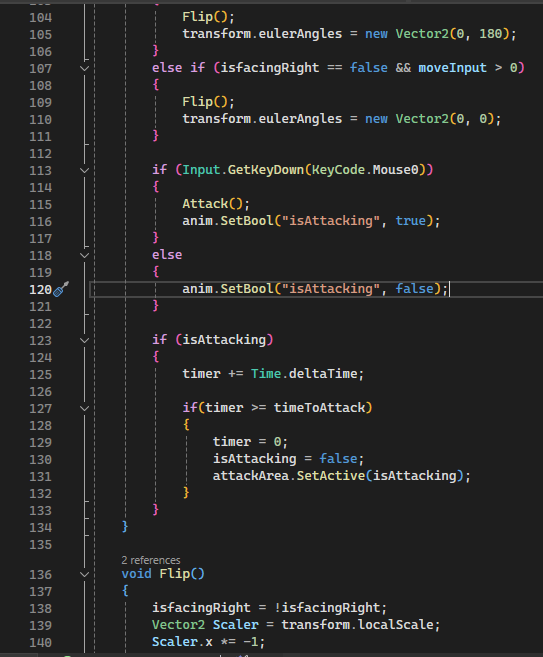 104 Flip();
105 transform.eulerAngles = new Vector2(0, 180);
106 }
107 else if (isfacingRight == false && moveInput > 0)
108 {
109 Flip();
110 transform.eulerAngles = new Vector2(0, 0);
111 }
112
113 if (Input.GetKeyDown(KeyCode.Mouse0))
114 {
115 Attack();
116 anim.SetBool("isAttacking", true);
117 }
118 else
119 {
120 anim.SetBool("isAttacking", false);
121 }
122
123 if (isAttacking)
124 {
125 timer += Time.deltaTime;
126
127 if(timer >= timeToAttack)
128 {
129 timer = 0;
130 isAttacking = false;
131 attackArea.SetActive(isAttacking);
132 }
133 }
134 }
135
2 references
136 void Flip()
137 {
138 isfacingRight = !isfacingRight;
139 Vector2 Scaler = transform.localScale;
140 Scaler.x *= -1;